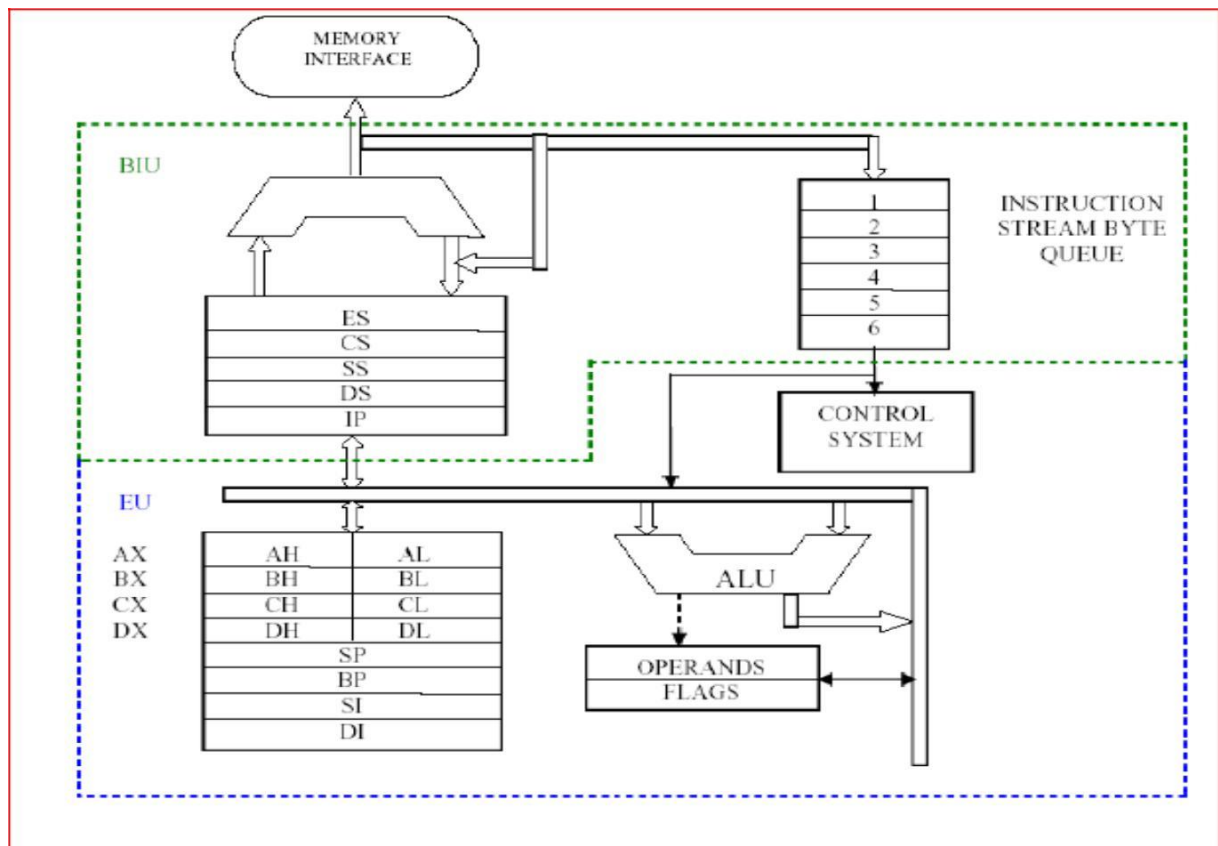 MEMORY
INTERFACE
BIU
1
2
3
4
5
6
INSTRUCTION
STREAM BYTE
QUEUE
ES
CS
SS
DS
IP
CONTROL
SYSTEM
EU
AX AH AL
BX BH BL
CX CH CL
DX DH DL
SP
BP
SI
DI
ALU
OPERANDS
FLAGS